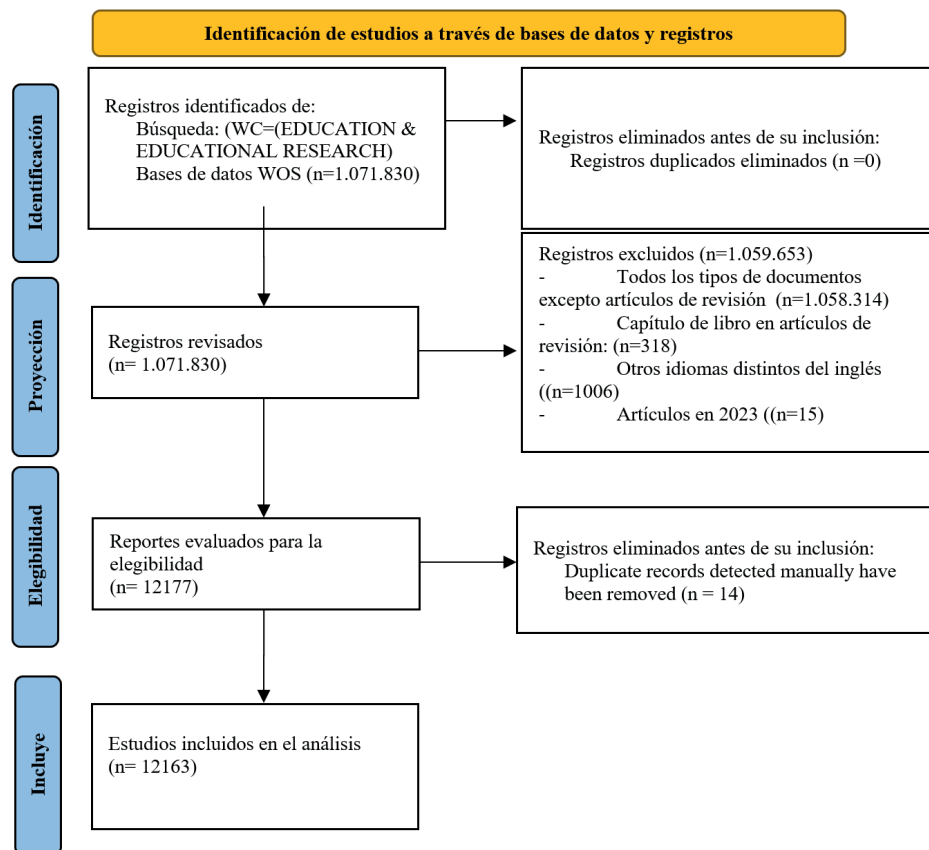 Identificación de estudios a través de bases de datos y registros
Identificación
Registros identificados de:
Búsqueda: (WC=(EDUCATION &
EDUCATIONAL RESEARCH)
Bases de datos WOS (n=1.071.830)
Registros eliminados antes de su inclusión:
Registros duplicados eliminados (n =0)
Proyección
Registros revisados
(n= 1.071.830)
Registros excluidos (n=1.059.653)
- Todos los tipos de documentos
excepto artículos de revisión (n=1.058.314)
- Capítulo de libro en artículos de
revisión: (n=318)
- Otros idiomas distintos del inglés
((n=1006)
- Artículos en 2023 ((n=15)
Elegibilidad
Reportes evaluados para la
elegibilidad
(n= 12177)
Registros eliminados antes de su inclusión:
Duplicate records detected manually have
been removed (n = 14)
Incluye
Estudios incluidos en el análisis
(n= 12163)